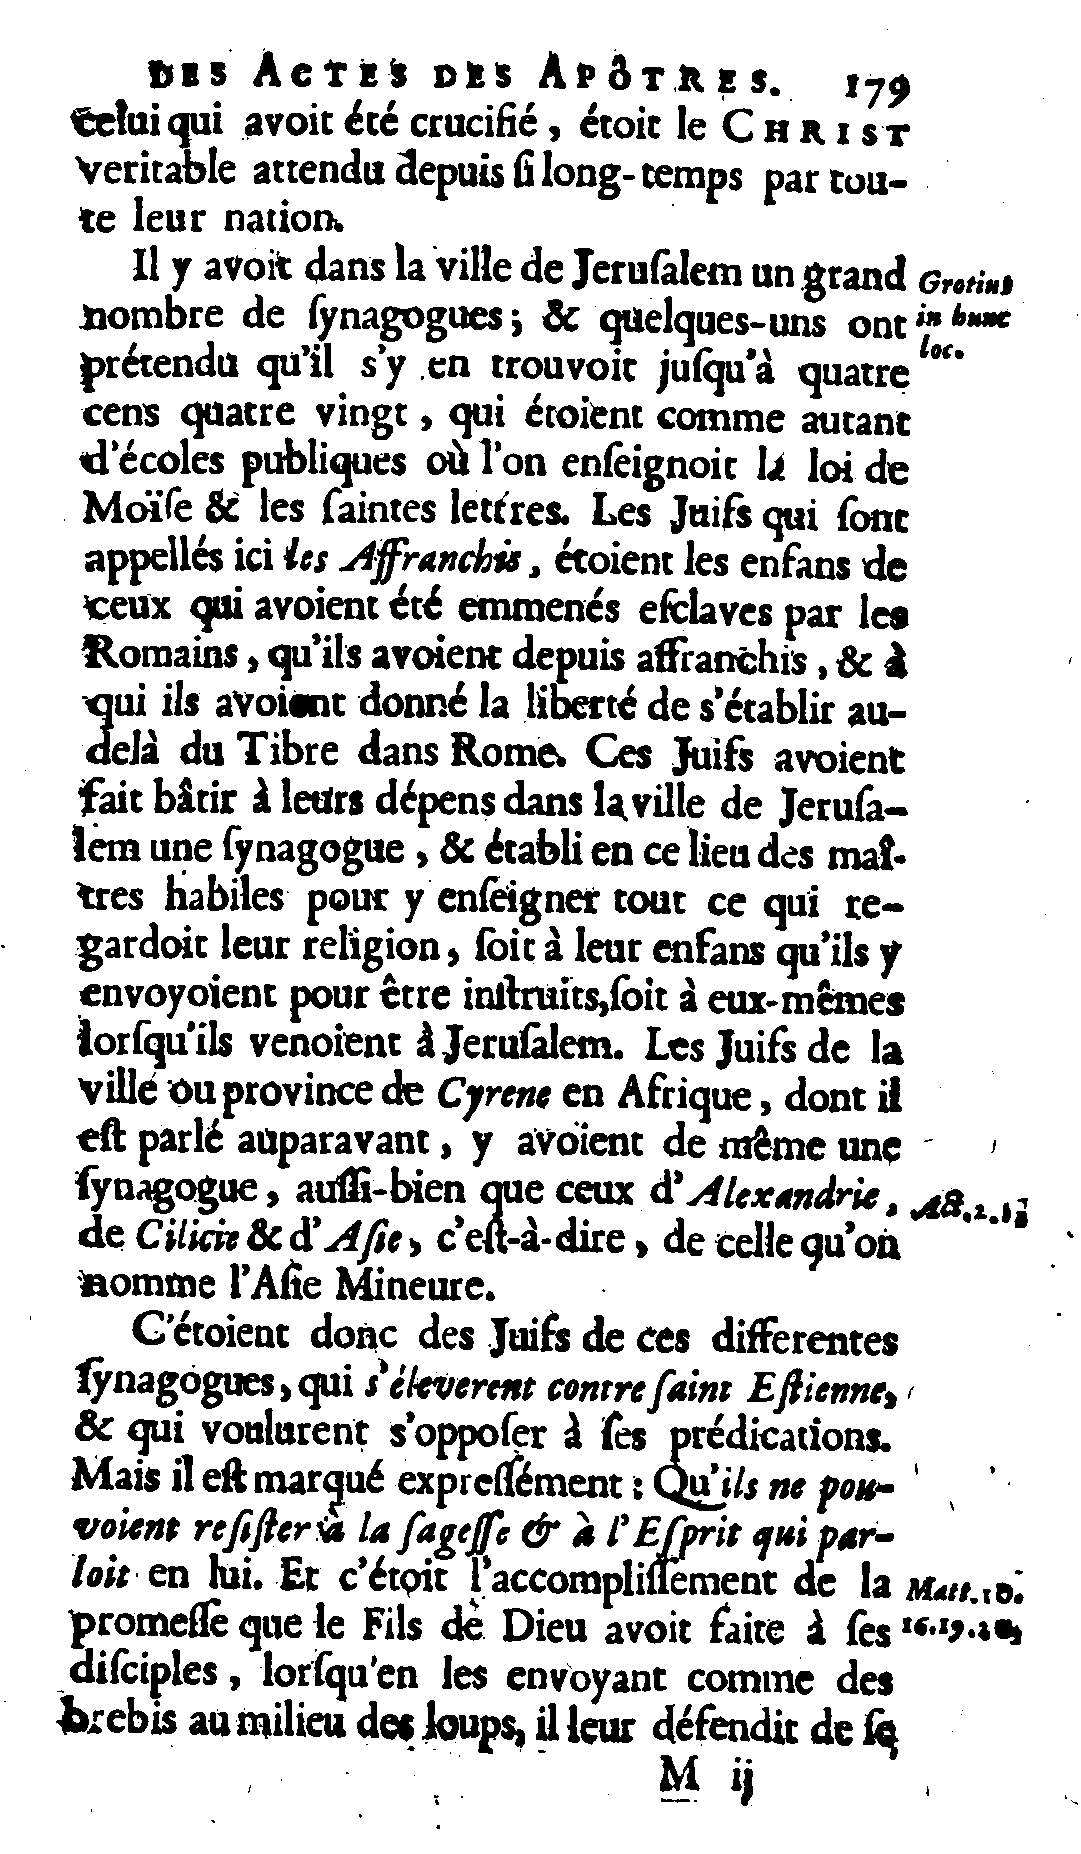 DES ACTES DES APÔTRES. 179
celui qui avoit été crucifié, étoit le CHRIST
veritable attendu depuis ſi long-temps par tou-
te leur nation.
Il y avoit dans la ville de Jeruſalem un grand
Grotius
nombre de ſynagogues; & quelques-uns ont
in hunc
prétendu qu'il s'y en trouvoit juſqu'à quatre
loc.
cens quatre vingt, qui étoient comme autant
d'écoles publiques où l'on enſeignoit la loi de
Moïſe & les ſaintes lettres. Les Juifs qui ſont
appellés ici les Affranchis, étoient les enfans de
ceux qui avoient été emmenés eſclaves par les
Romains, qu'ils avoient depuis affranchis, & à
qui ils avoient donné la liberté de s'établir au-
delà du Tibre dans Rome. Ces Juifs avoient
fait bâtir à leurs dépens dans la ville de Jeruſa-
lem une ſynagogue, & établi en ce lieu des maî-
tres habiles pour y enſeigner tout ce qui re-
gardoit leur religion, ſoit à leur enfans qu'ils y
envoyoient pour être inſtruits, ſoit à eux-mêmes
lorſqu'ils venoient à Jeruſalem. Les Juifs de la
ville ou province de Cyrene en Afrique, dont il
eſt parlé auparavant, y avoient de même une
ſynagogue, auſſi-bien que ceux d'Alexandrie,
Act. 2.
de Cilicie & d'Aſie, c'eſt-à-dire, de celle qu'on
nomme l'Aſie Mineure.
C'étoient donc des Juifs de ces differentes
ſynagogues, qui s'éleverent contre ſaint Eſtienne,
& qui voulurent s'oppoſer à ſes prédications.
Mais il eſt marqué expreſſément : Qu'ils ne pou-
voient reſiſter à la ſageſſe & à l'Eſprit qui par-
loit en lui. Et c'étoit l'accompliſſement de la
Matt. 10.
promeſſe que le Fils de Dieu avoit faite à ſes
16. 19. 20.
diſciples, lorſqu'en les envoyant comme des
brebis au milieu des loups, il leur défendit de ſe
M ij